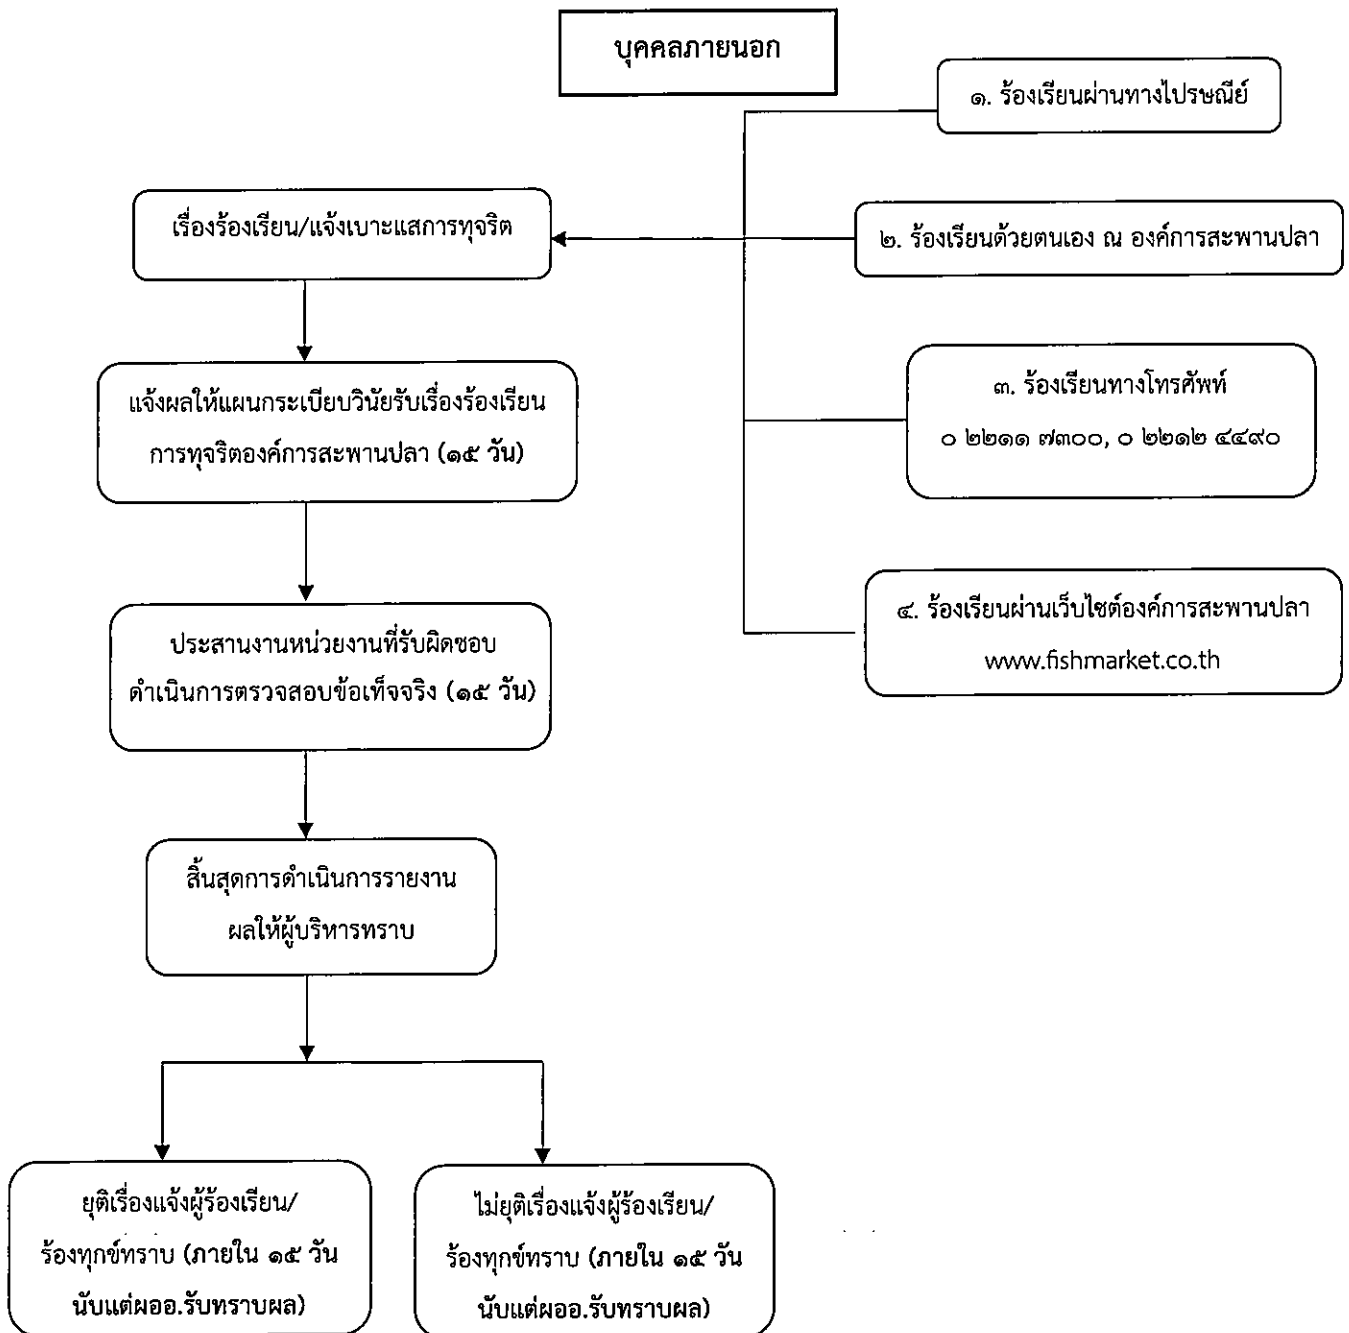 บุคคลภายนอก
๑. ร้องเรียนผ่านทางไปรษณีย์
เรื่องร้องเรียน/แจ้งเบาะแสการทุจริต
๒. ร้องเรียนด้วยตนเอง ณ องค์การสะพานปลา
๓. ร้องเรียนทางโทรศัพท์
๐ ๒๒๑๑ ๗๓๐๐, ๐ ๒๒๑๒ ๔๔๙๐
๔. ร้องเรียนผ่านเว็บไซต์องค์การสะพานปลา
www.fishmarket.co.th
แจ้งผลให้แผนกระเบียบวินัยรับเรื่องร้องเรียน
การทุจริตองค์การสะพานปลา (๑๕ วัน)
ประสานงานหน่วยงานที่รับผิดชอบ
ดำเนินการตรวจสอบข้อเท็จจริง (๑๕ วัน)
สิ้นสุดการดำเนินการรายงาน
ผลให้ผู้บริหารทราบ
ยุติเรื่องแจ้งผู้ร้องเรียน/
ร้องทุกข์ทราบ (ภายใน ๑๕ วัน
นับแต่ผออ.รับทราบผล)
ไม่ยุติเรื่องแจ้งผู้ร้องเรียน/
ร้องทุกข์ทราบ (ภายใน ๑๕ วัน
นับแต่ผออ.รับทราบผล)